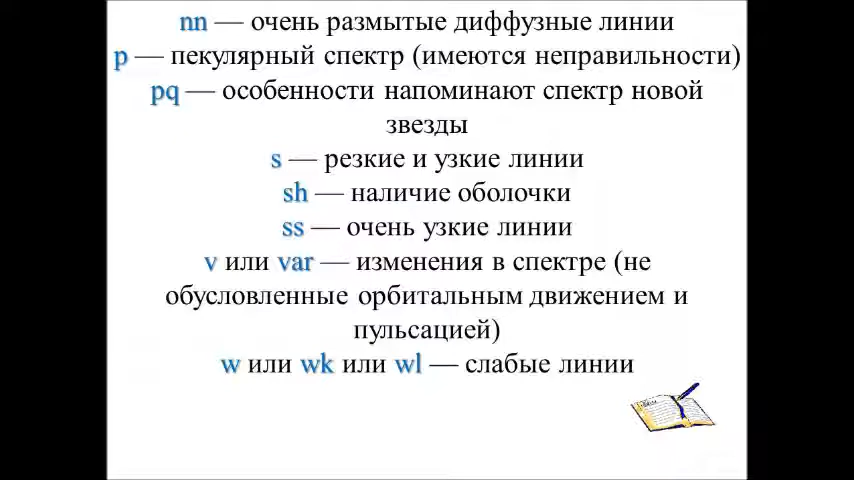 nn — очень размытые диффузные линии
p — пекулярный спектр (имеются неправильности)
pq — особенности напоминают спектр новой
звезды
s — резкие и узкие линии
sh — наличие оболочки
ss — очень узкие линии
v или var — изменения в спектре (не
обусловленные орбитальным движением и
пульсацией)
w или wk или wl — слабые линии